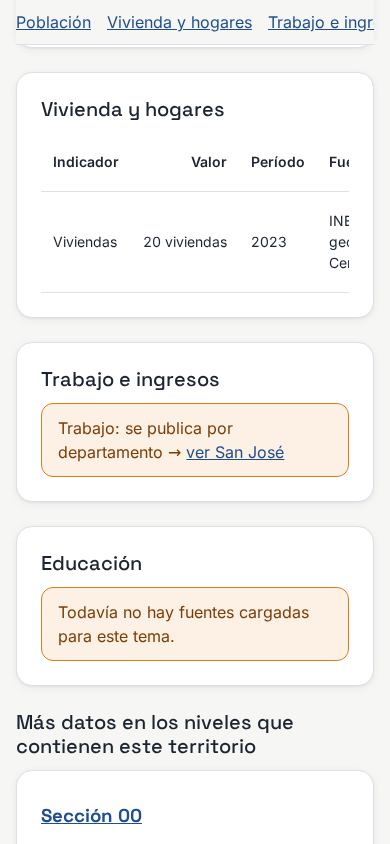 Población Vivienda y hogares Trabajo e ingr
Vivienda y hogares
Indicador Valor Período Fue
Viviendas 20 viviendas 2023 INE
geo
Cen
Trabajo e ingresos
Trabajo: se publica por
departamento → ver San José
Educación
Todavía no hay fuentes cargadas
para este tema.
Más datos en los niveles que
contienen este territorio
Sección 00